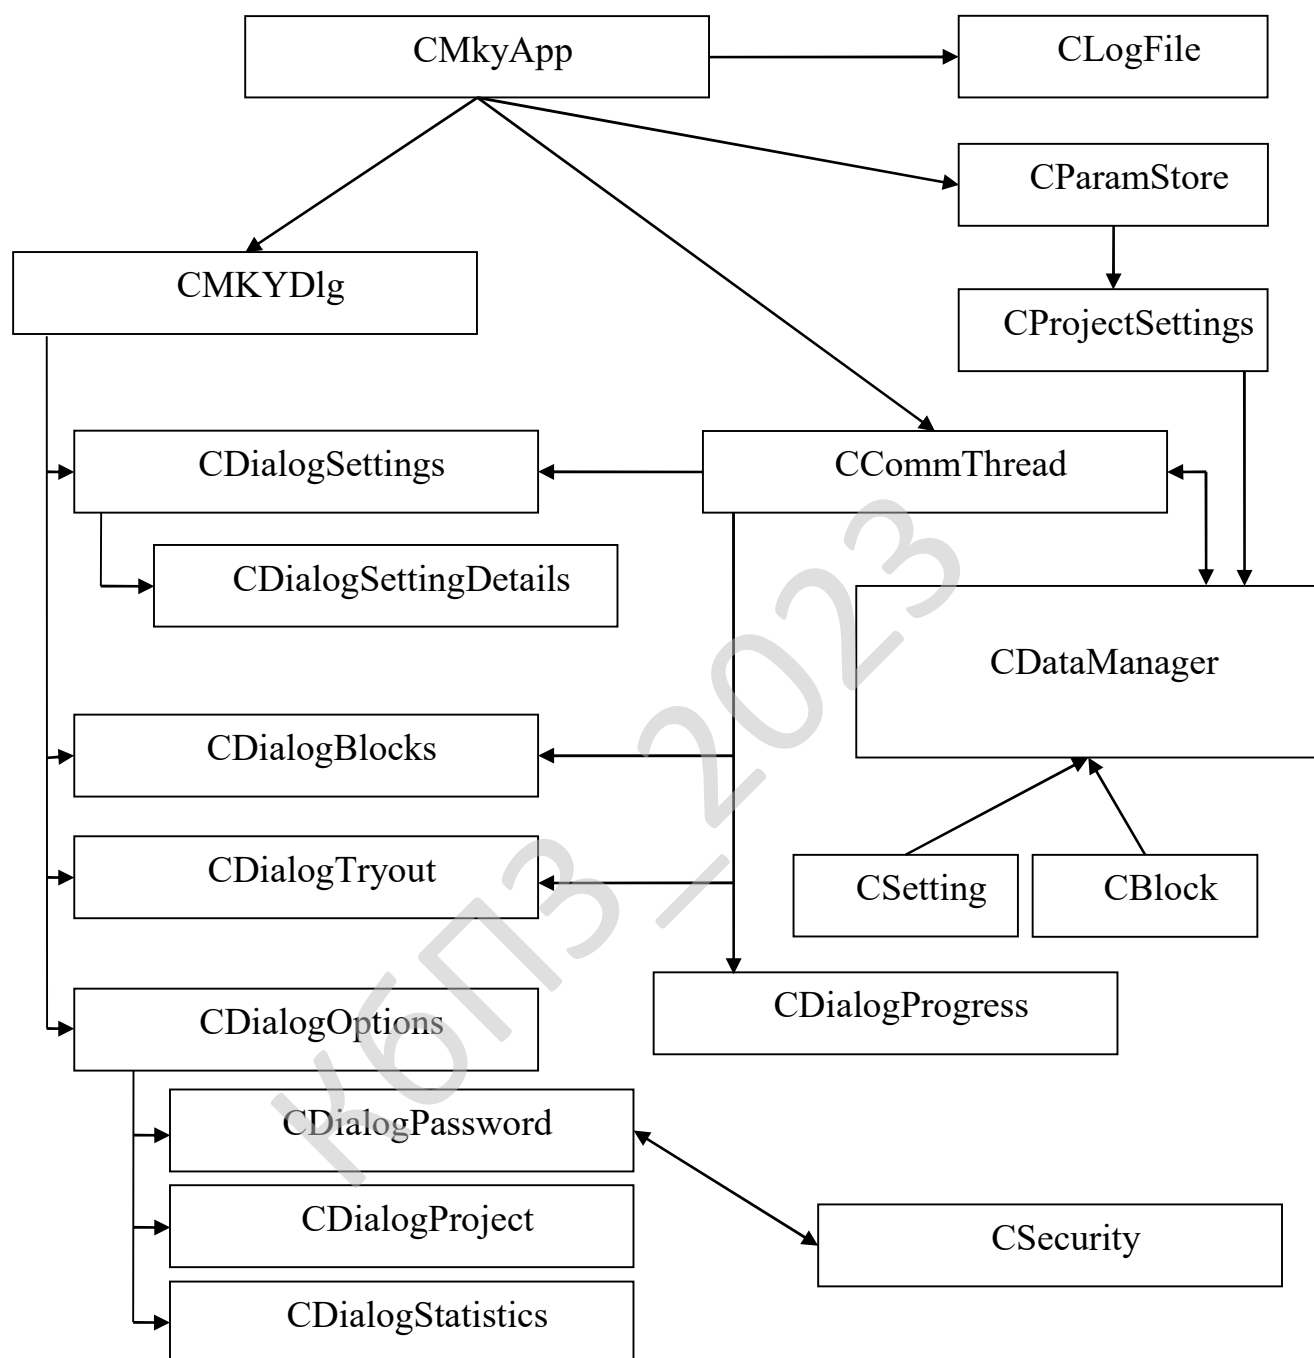 CMkyApp
CLogFile
CParamStore
CMKYDlg
CProjectSettings
CDialogSettings
CCommThread
CDialogSettingDetails
CDataManager
CDialogBlocks
CDialogTryout
CSetting
CBlock
CDialogOptions
CDialogProgress
CDialogPassword
CDialogProject
CSecurity
CDialogStatistics
КбПЗ_2023